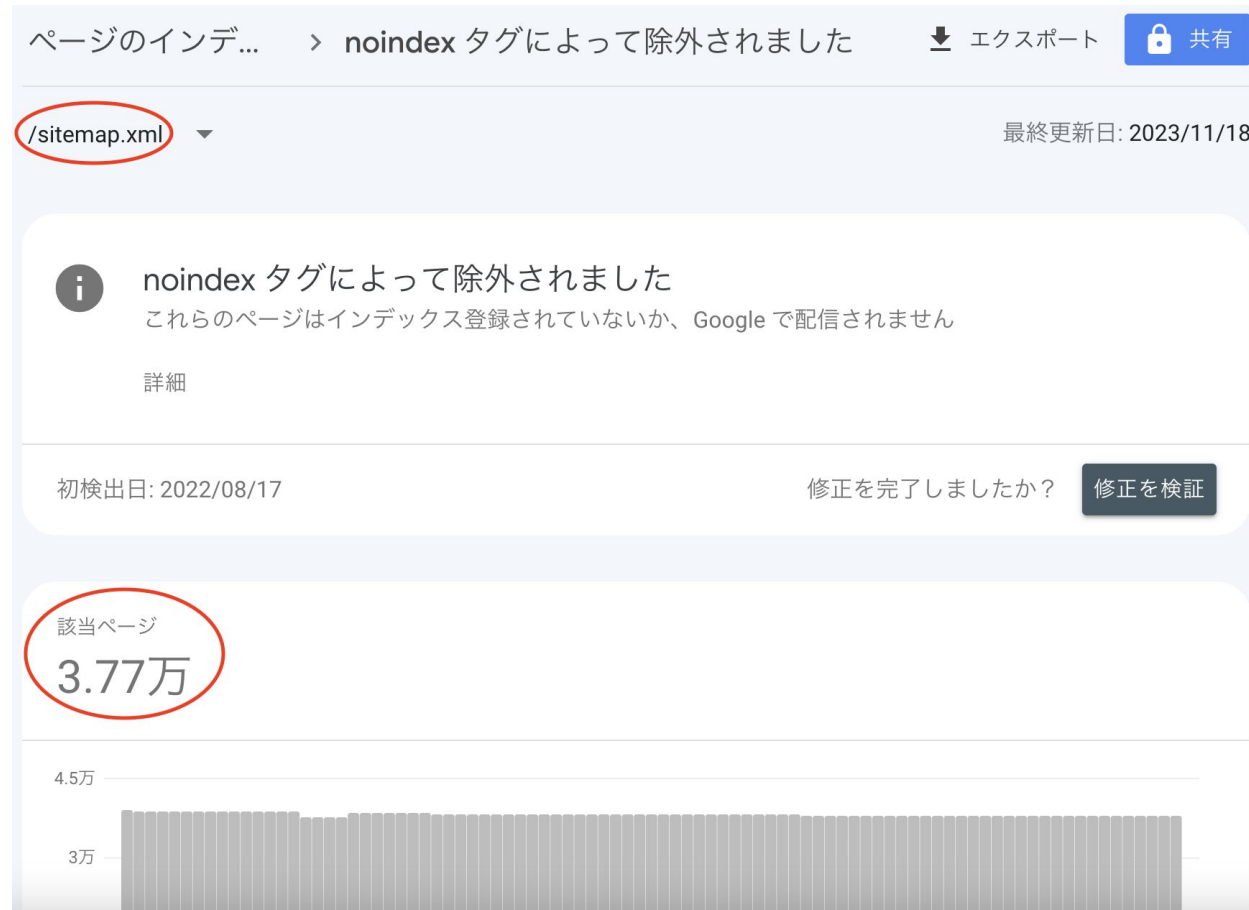 ページのインデ... > noindex タグによって除外されました エクスポート 共有
/sitemap.xml 最終更新日: 2023/11/18
noindex タグによって除外されました
これらのページはインデックス登録されていないか、Google で配信されません
詳細
初検出日: 2022/08/17 修正を完了しましたか？ 修正を検証
該当ページ
3.77万
4.5万
3万